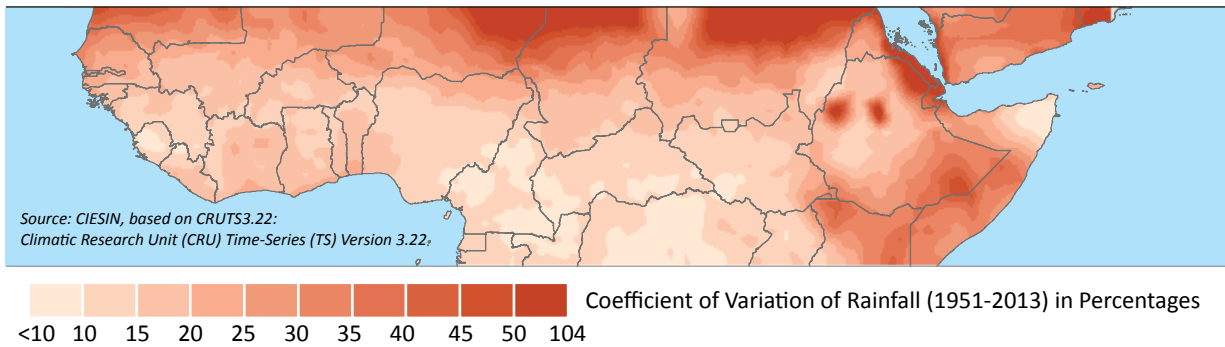 Source: CIESIN, based on CRUTS3.22:
Climatic Research Unit (CRU) Time-Series (TS) Version 3.22.
Coefficient of Variation of Rainfall (1951-2013) in Percentages
<10 10 15 20 25 30 35 40 45 50 104